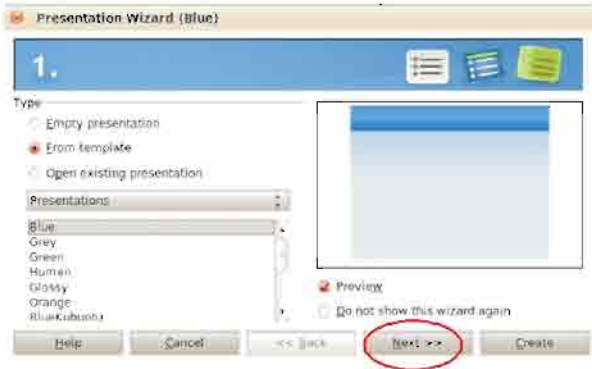 Presentation Wizard (Blue)
1.
Type
Empty presentation
From template
Open existing presentation
Presentations
Blue
Grey
Green
Human
Glossy
Orange
BlueKubuntu
Preview
Do not show this wizard again
Help
Cancel
<< Back
Next >>
Create